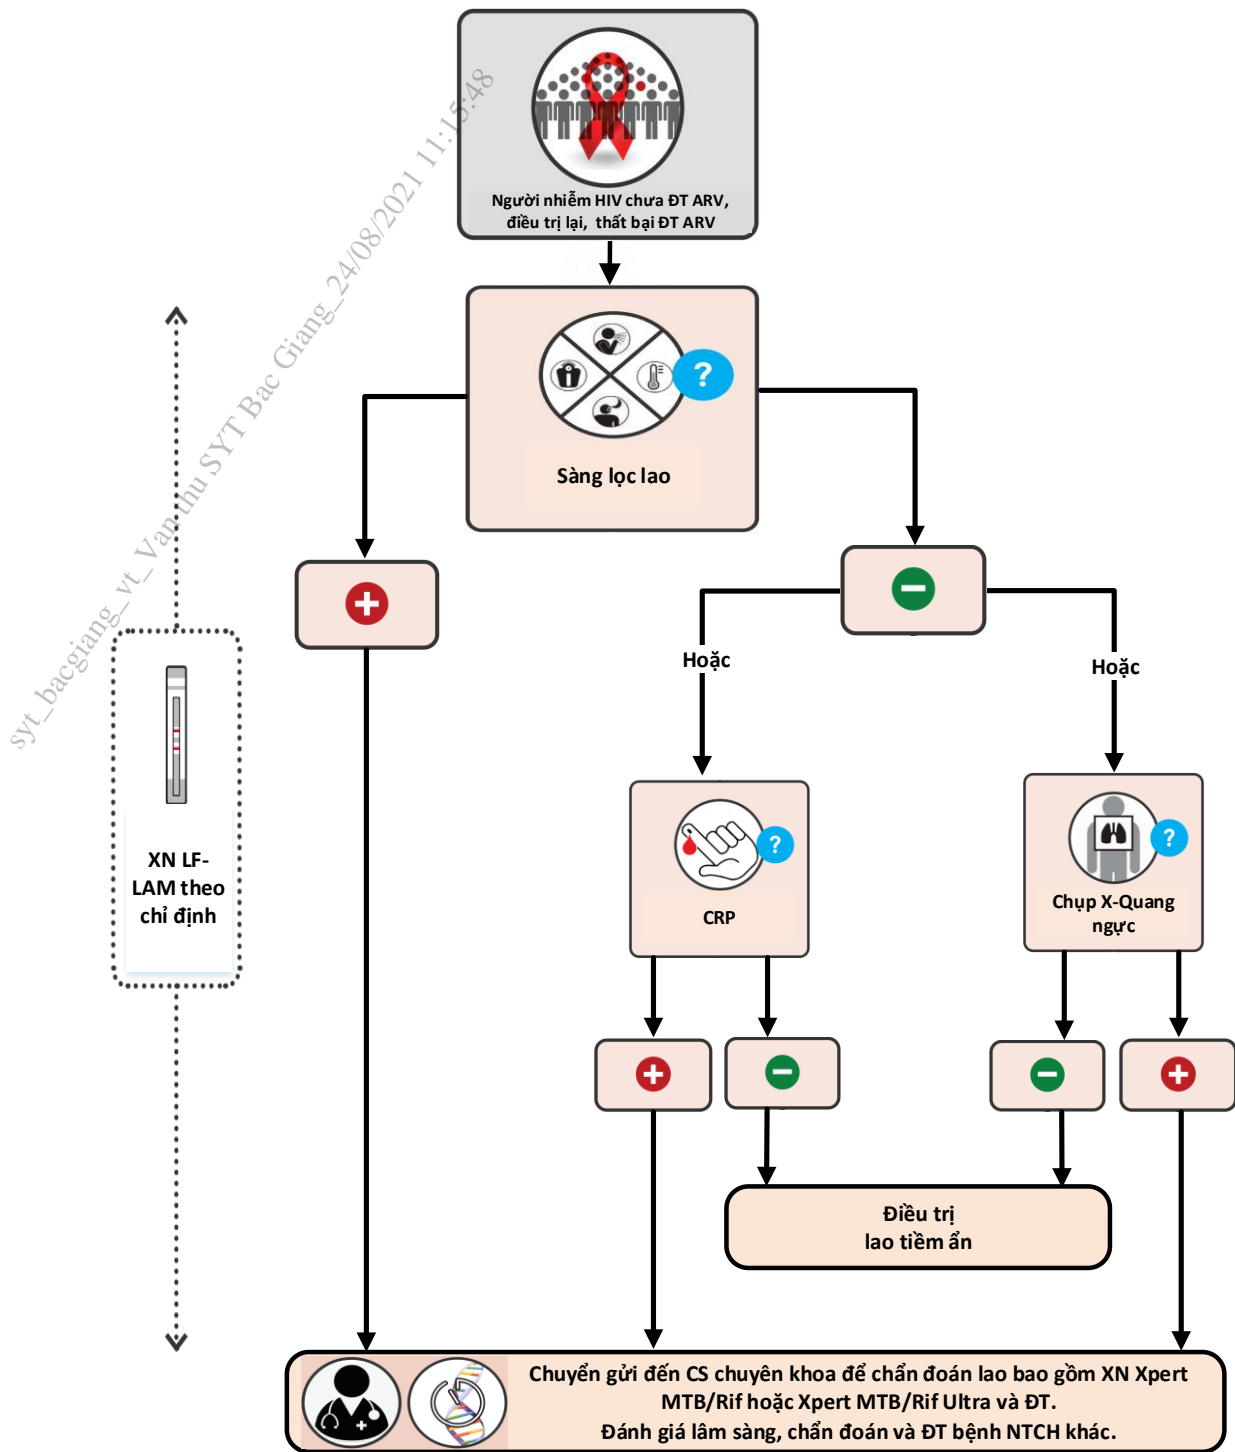 syt_bacgiang_vt_Van thu SYT Bac Giang_24/08/2021 11:15:48
Người nhiễm HIV chưa ĐT ARV,
điều trị lại, thất bại ĐT ARV
?
Sàng lọc lao
Hoặc
Hoặc
XN LF-
LAM theo
chỉ định
?
CRP
?
Chụp X-Quang
ngực
Điều trị
lao tiềm ẩn
Chuyển gửi đến CS chuyên khoa để chẩn đoán lao bao gồm XN Xpert
MTB/Rif hoặc Xpert MTB/Rif Ultra và ĐT.
Đánh giá lâm sàng, chẩn đoán và ĐT bệnh NTCH khác.